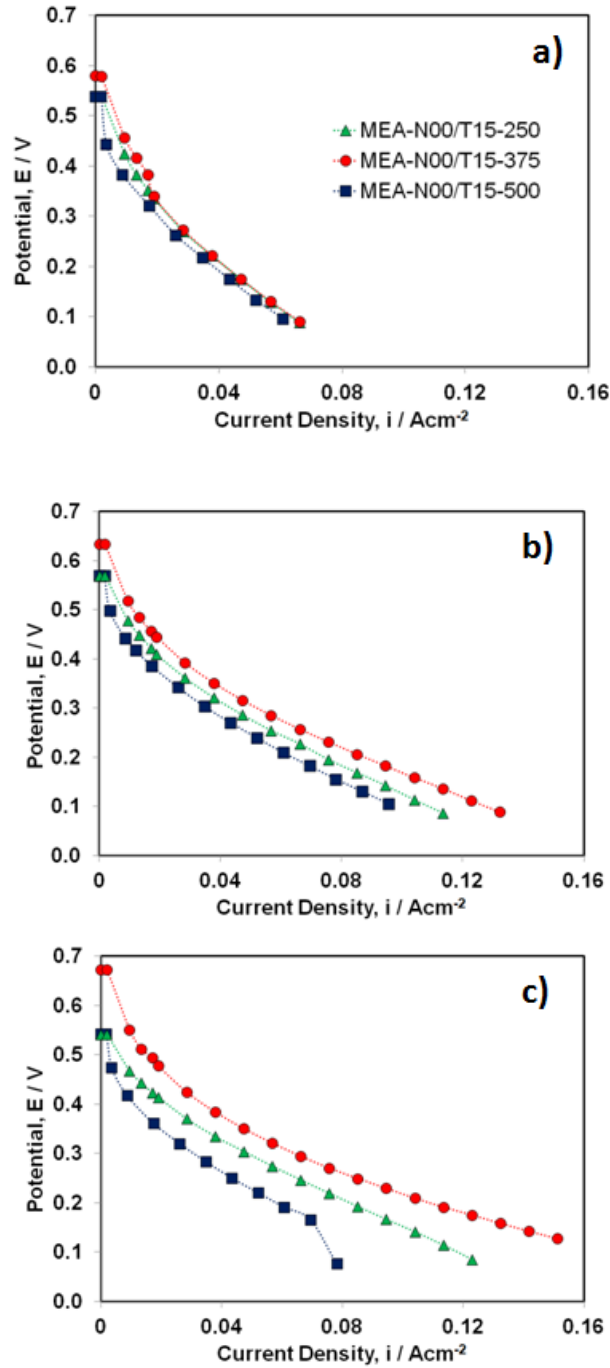 0.7
a)
0.6
0.5
MEA-N00/T15-250
0.4
MEA-N00/T15-375
0.3
MEA-N00/T15-500
0.2
0.1
0.0
Potential, E / V
0 0.04 0.08 0.12 0.16
Current Density, i / Acm-2
0.7
b)
0.6
0.5
0.4
0.3
0.2
0.1
0.0
Potential, E / V
0 0.04 0.08 0.12 0.16
Current Density, i / Acm-2
0.7
c)
0.6
0.5
0.4
0.3
0.2
0.1
0.0
Potential, E / V
0 0.04 0.08 0.12 0.16
Current Density, i / Acm-2